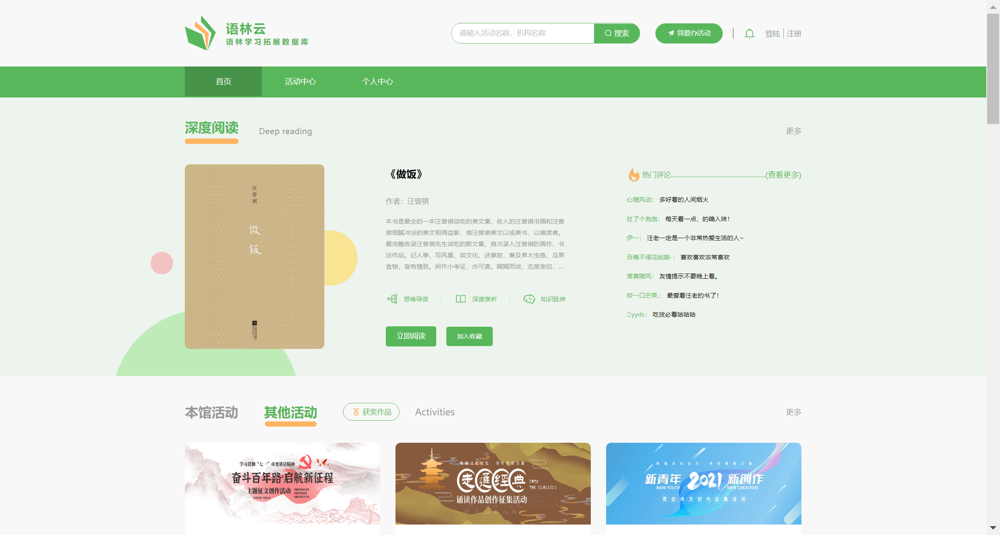 语林云
语林学习拓展数据库
请输入活动名称、机构名称
搜索
我要办活动
登陆
注册
首页
活动中心
个人中心
深度阅读
Deep reading
更多
汪曾祺
做
飯
《做饭》
作者：汪曾祺
本书是最全的一本汪曾祺谈吃的美文集，收入的汪曾祺书画和汪曾
祺细腻冲淡的美文相得益彰，借汪曾祺美文以成美书，以飨读者。
最完整收录汪曾祺先生谈吃的散文集，首次录入汪曾祺的画作、书
法作品。记人事、写风景、谈文化、述掌故，兼及草木虫鱼、瓜果
食物，皆有情致。间作小考证，亦可喜。娓娓而谈，态度亲切，...
思维导读
深度赏析
知识延伸
立即阅读
加入收藏
热门评论.......................................................(查看更多)
心随风动： 多好看的人间烟火
吐了个泡泡： 每天看一点，的确入味！
伊一： 汪老一定是一个非常热爱生活的人~
百毒不侵花姑娘-： 喜欢喜欢非常喜欢
落寞随风： 友情提示不要晚上看。
咬一口芒果.： 最爱看汪老的书了！
yyds： 吃货必看哈哈哈
本馆活动
其他活动
获奖作品
Activities
更多
学习贯彻“七一”重要讲话精神
奋斗百年路·启航新征程
主题征文创作活动
THEME ESSAY
唤醒文化记忆 书写青春力量
走進經典
INTO
THE CLASSICS
诵读作品创作征集活动
唤醒文化记忆 书写青春力量
新青年 2021 新创作
NEW YOUTH
NEW CREATION
原创诗文创作征集活动